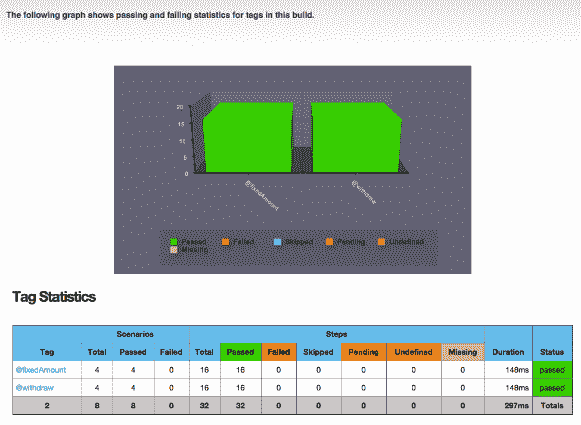 The following graph shows passing and failing statistics for tags in this build.
20
15
10
5
0
@fixedAmount
@withdraw
Passed Failed Skipped Pending Undefined
Missing
Tag Statistics
Scenarios Steps
Tag Total Passed Failed Total Passed Failed Skipped Pending Undefined Missing Duration Status
@fixedAmount 4 4 0 16 16 0 0 0 0 0 148ms passed
@withdraw 4 4 0 16 16 0 0 0 0 0 148ms passed
2 8 8 0 32 32 0 0 0 0 0 297ms Totals